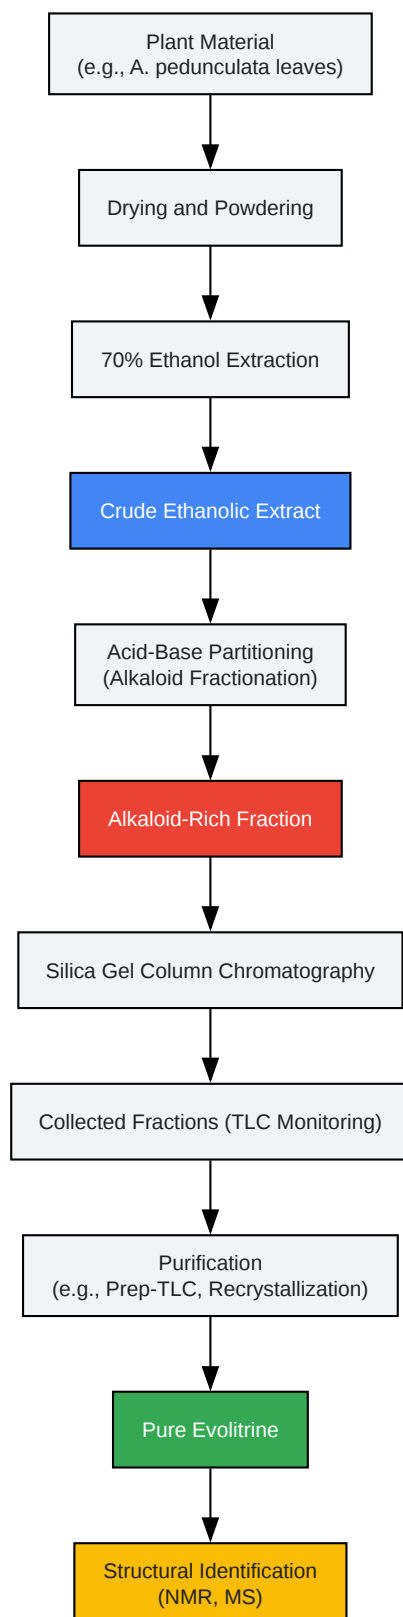 Plant Material
(e.g., A. pedunculata leaves)
Drying and Powdering
70% Ethanol Extraction
Crude Ethanolic Extract
Acid-Base Partitioning
(Alkaloid Fractionation)
Alkaloid-Rich Fraction
Silica Gel Column Chromatography
Collected Fractions (TLC Monitoring)
Purification
(e.g., Prep-TLC, Recrystallization)
Pure Evolitrine
Structural Identification
(NMR, MS)